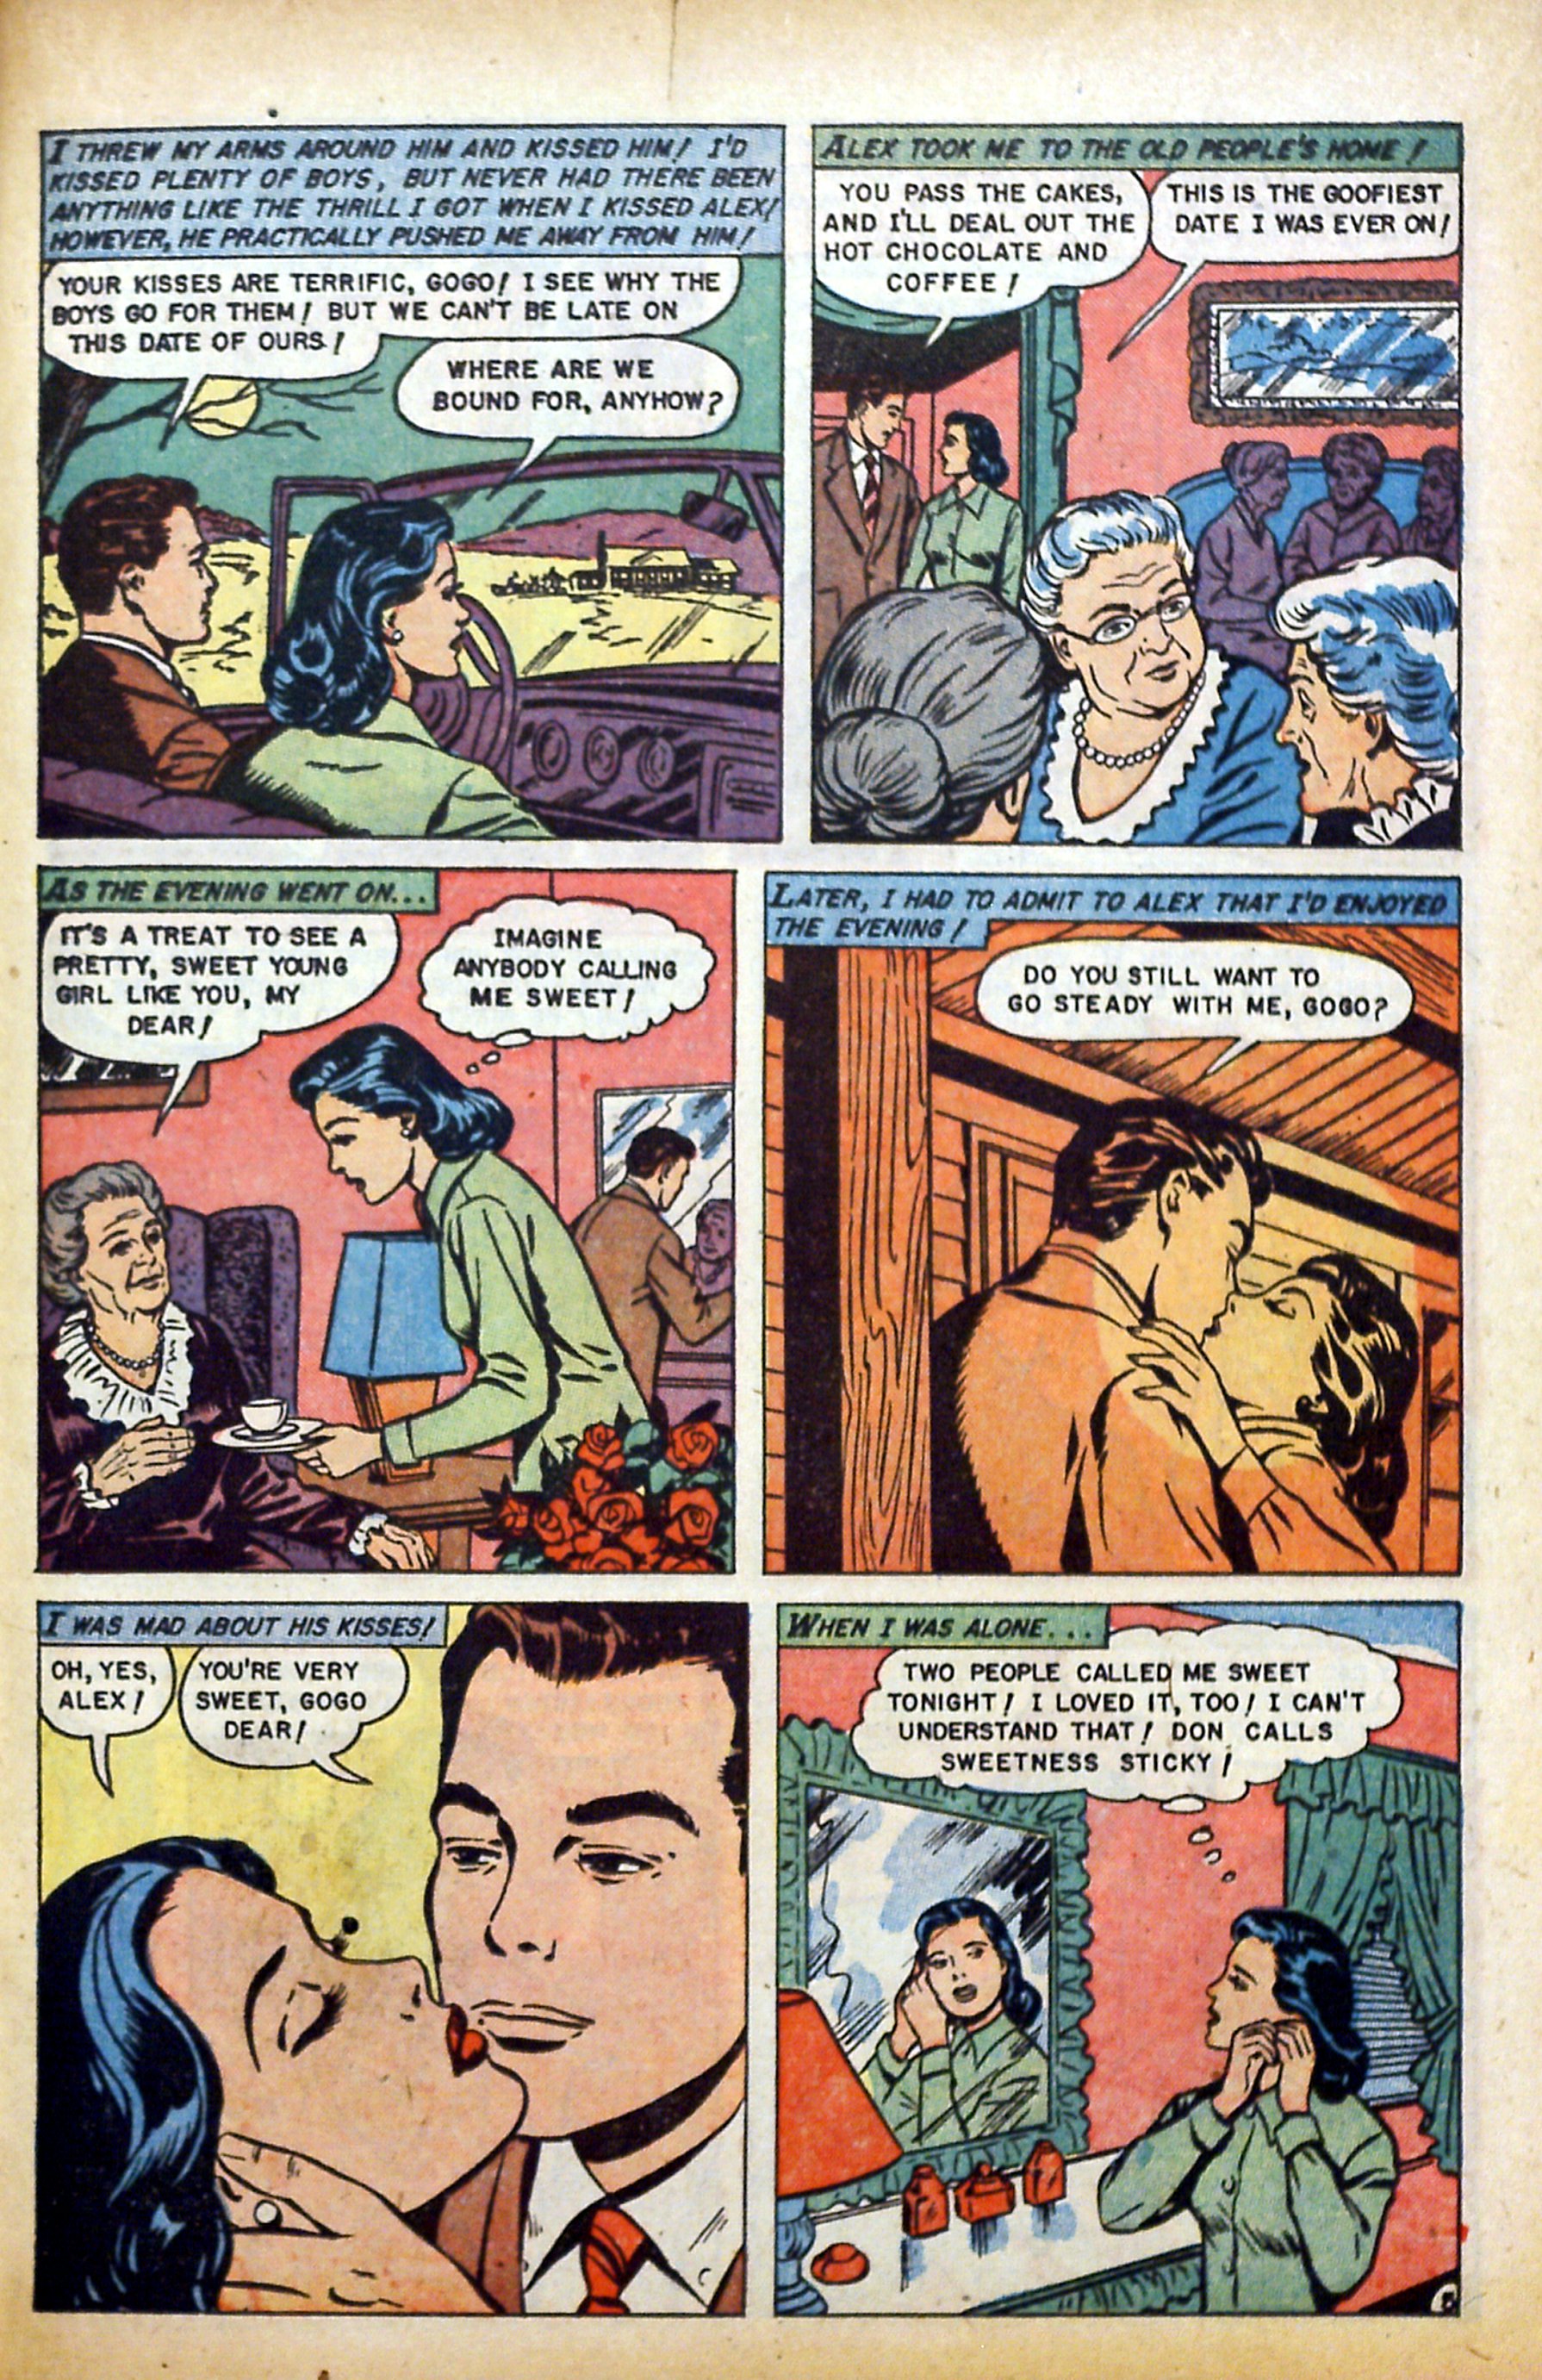 I THREW MY ARMS AROUND HIM AND KISSED HIM! I'D
KISSED PLENTY OF BOYS, BUT NEVER HAD THERE BEEN
ANYTHING LIKE THE THRILL I GOT WHEN I KISSED ALEX!
HOWEVER, HE PRACTICALLY PUSHED ME AWAY FROM HIM!
YOUR KISSES ARE TERRIFIC, GOGO! I SEE WHY THE
BOYS GO FOR THEM! BUT WE CAN'T BE LATE ON
THIS DATE OF OURS!
WHERE ARE WE
BOUND FOR, ANYHOW?
ALEX TOOK ME TO THE OLD PEOPLE'S HOME!
YOU PASS THE CAKES,
AND I'LL DEAL OUT THE
HOT CHOCOLATE AND
COFFEE!
THIS IS THE GOOFIEST
DATE I WAS EVER ON!
AS THE EVENING WENT ON...
IT'S A TREAT TO SEE A
PRETTY, SWEET YOUNG
GIRL LIKE YOU, MY
DEAR!
IMAGINE
ANYBODY CALLING
ME SWEET!
LATER, I HAD TO ADMIT TO ALEX THAT I'D ENJOYED
THE EVENING!
DO YOU STILL WANT TO
GO STEADY WITH ME, GOGO?
I WAS MAD ABOUT HIS KISSES!
OH, YES,
ALEX!
YOU'RE VERY
SWEET, GOGO
DEAR!
WHEN I WAS ALONE...
TWO PEOPLE CALLED ME SWEET
TONIGHT! I LOVED IT, TOO! I CAN'T
UNDERSTAND THAT! DON CALLS
SWEETNESS STICKY!